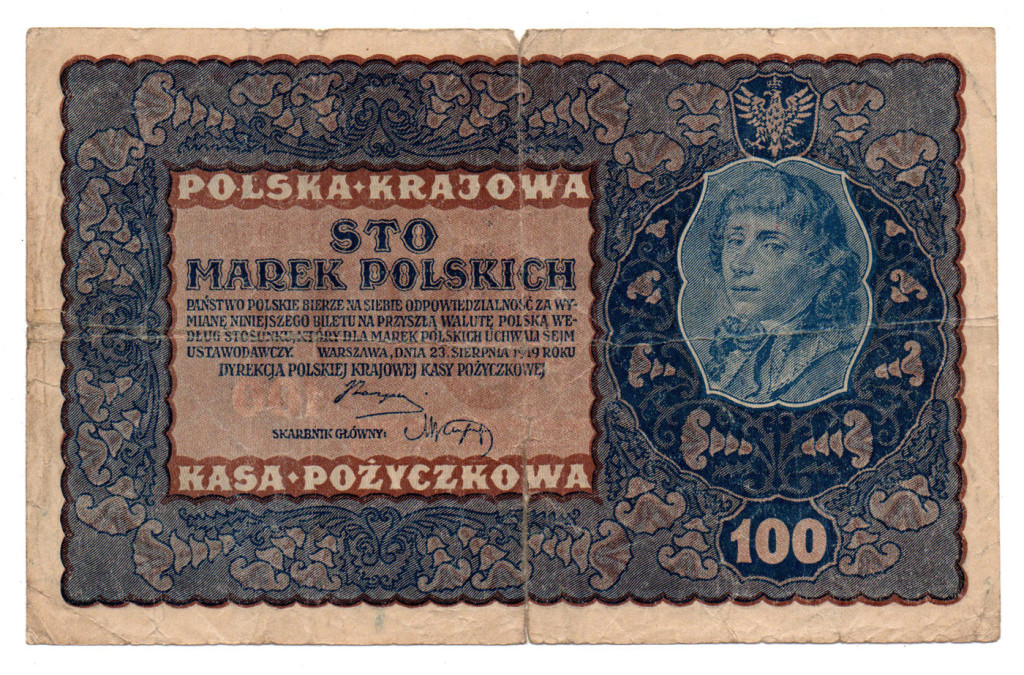 POLSKA·KRAJOWA
STO
MAREK POLSKICH
PAŃSTWO POLSKIE BIERZE NA SIEBIE ODPOWIEDZIALNOŚĆ ZA WY-
MIANĘ NINIEJSZEGO BILETU NA PRZYSZŁĄ WALUTĘ POLSKĄ WE-
DŁUG STOSUNKU, KTÓRY DLA MAREK POLSKICH UCHWALI SEJM
USTAWODAWCZY. WARSZAWA, DNIA 23. SIERPNIA 1919 ROKU
DYREKCJA POLSKIEJ KRAJOWEJ KASY POŻYCZKOWEJ
SKARBNIK GŁÓWNY:
KASA·POŻYCZKOWA
100